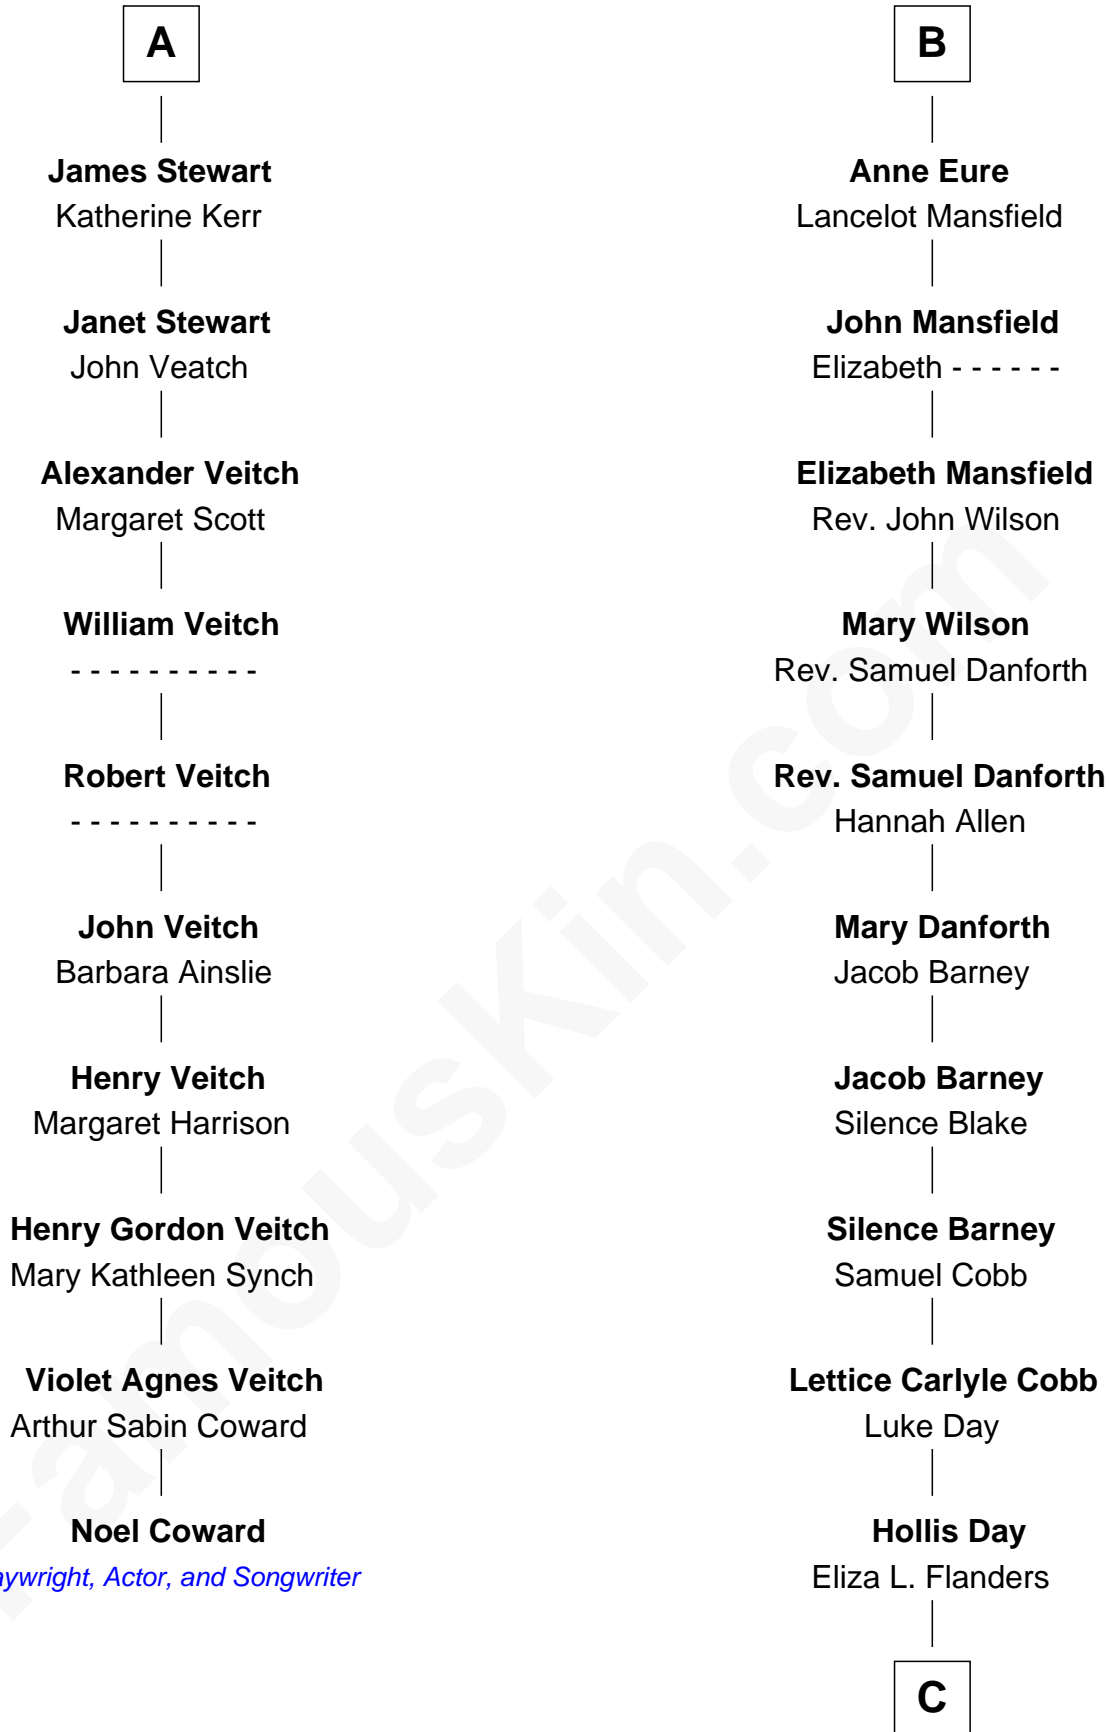 A
James Stewart
Katherine Kerr
Janet Stewart
John Veatch
Alexander Veitch
Margaret Scott
William Veitch
- - - - - - - - - -
Robert Veitch
- - - - - - - - - -
John Veitch
Barbara Ainslie
Henry Veitch
Margaret Harrison
Henry Gordon Veitch
Mary Kathleen Synch
Violet Agnes Veitch
Arthur Sabin Coward
Noel Coward
aywright, Actor, and Songwriter
B
Anne Eure
Lancelot Mansfield
John Mansfield
Elizabeth - - - - - -
Elizabeth Mansfield
Rev. John Wilson
Mary Wilson
Rev. Samuel Danforth
Rev. Samuel Danforth
Hannah Allen
Mary Danforth
Jacob Barney
Jacob Barney
Silence Blake
Silence Barney
Samuel Cobb
Lettice Carlyle Cobb
Luke Day
Hollis Day
Eliza L. Flanders
C
FamousKin.com